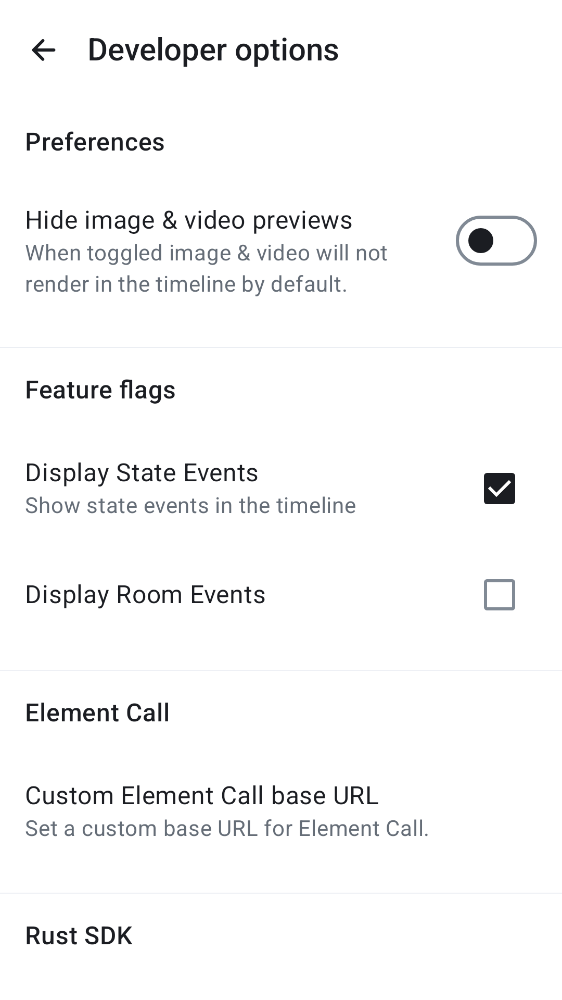 Developer options
Preferences
Hide image & video previews
When toggled image & video will not
render in the timeline by default.
Feature flags
Display State Events
Show state events in the timeline
Display Room Events
Element Call
Custom Element Call base URL
Set a custom base URL for Element Call.
Rust SDK